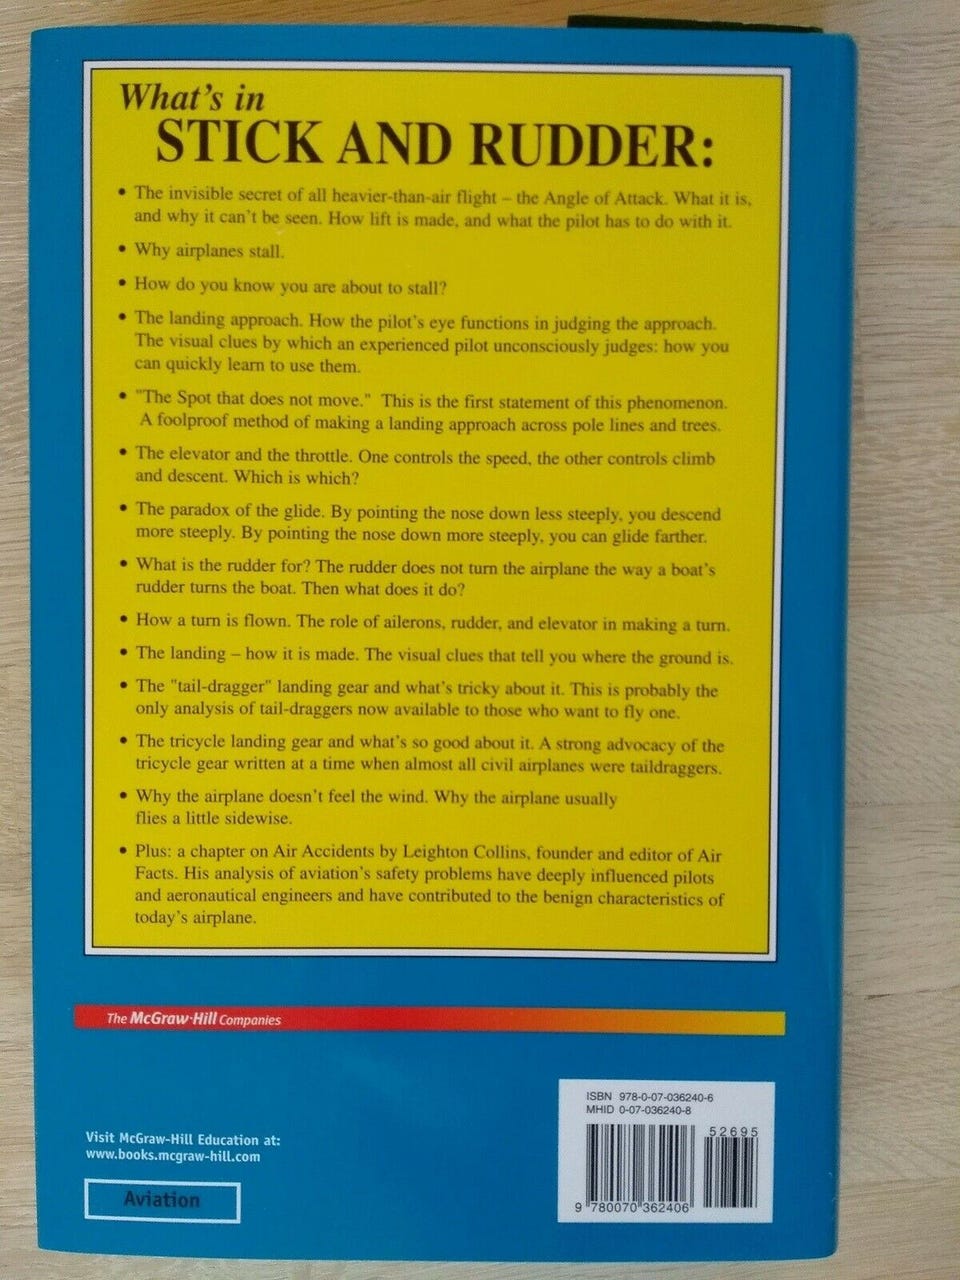 What's in
STICK AND RUDDER:
• The invisible secret of all heavier-than-air flight – the Angle of Attack. What it is,
and why it can't be seen. How lift is made, and what the pilot has to do with it.
• Why airplanes stall.
• How do you know you are about to stall?
• The landing approach. How the pilot's eye functions in judging the approach.
The visual clues by which an experienced pilot unconsciously judges: how you
can quickly learn to use them.
• "The Spot that does not move." This is the first statement of this phenomenon.
A foolproof method of making a landing approach across pole lines and trees.
• The elevator and the throttle. One controls the speed, the other controls climb
and descent. Which is which?
• The paradox of the glide. By pointing the nose down less steeply, you descend
more steeply. By pointing the nose down more steeply, you can glide farther.
• What is the rudder for? The rudder does not turn the airplane the way a boat's
rudder turns the boat. Then what does it do?
• How a turn is flown. The role of ailerons, rudder, and elevator in making a turn.
• The landing – how it is made. The visual clues that tell you where the ground is.
• The "tail-dragger" landing gear and what's tricky about it. This is probably the
only analysis of tail-draggers now available to those who want to fly one.
• The tricycle landing gear and what's so good about it. A strong advocacy of the
tricycle gear written at a time when almost all civil airplanes were taildraggers.
• Why the airplane doesn't feel the wind. Why the airplane usually
flies a little sidewise.
• Plus: a chapter on Air Accidents by Leighton Collins, founder and editor of Air
Facts. His analysis of aviation's safety problems have deeply influenced pilots
and aeronautical engineers and have contributed to the benign characteristics of
today's airplane.
The McGraw·Hill Companies
ISBN 978-0-07-036240-6
MHID 0-07-036240-8
52695
9 780070 362406
Visit McGraw-Hill Education at:
www.books.mcgraw-hill.com
Aviation